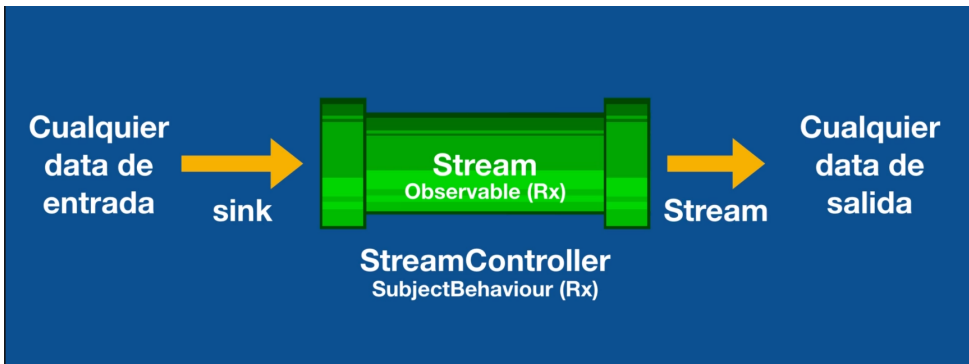 Cualquier
data de
entrada
sink
Stream
Observable (Rx)
StreamController
SubjectBehaviour (Rx)
Stream
Cualquier
data de
salida